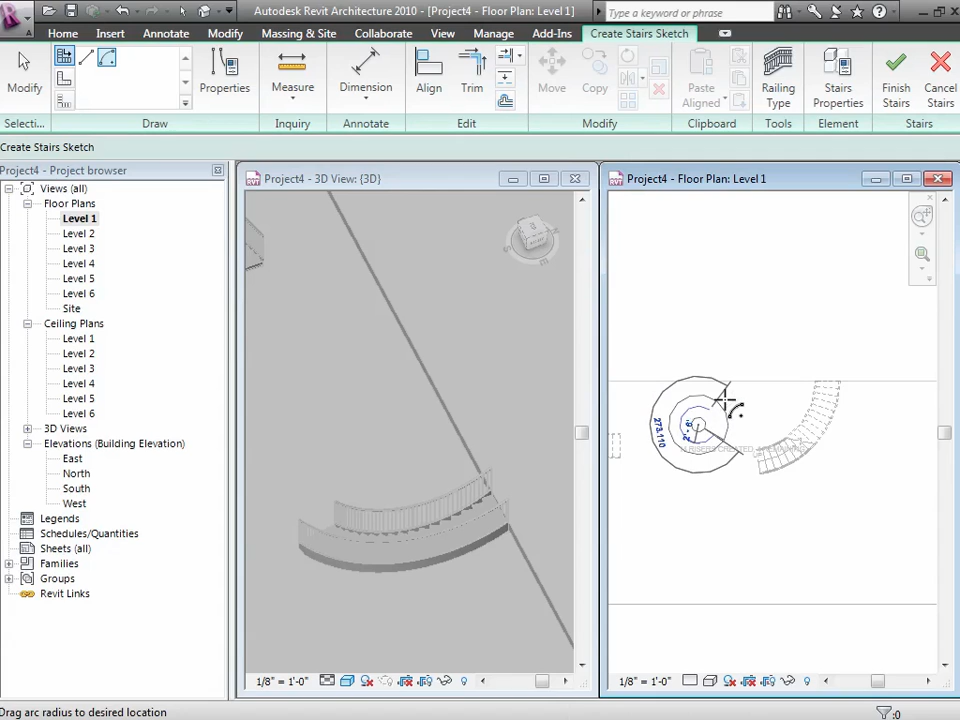 Autodesk Revit Architecture 2010 - [Project4 - Floor Plan: Level 1]
Type a keyword or phrase
Home Insert Annotate Modify Massing & Site Collaborate View Manage Add-Ins Create Stairs Sketch
Modify Properties Measure Dimension Align Trim Move Copy Paste Aligned Railing Type Stairs Properties Finish Stairs Cancel Stairs
Selecti... Draw Inquiry Annotate Edit Modify Clipboard Tools Element Stairs
Create Stairs Sketch
Project4 - Project browser
Views (all)
Floor Plans
Level 1
Level 2
Level 3
Level 4
Level 5
Level 6
Site
Ceiling Plans
Level 1
Level 2
Level 3
Level 4
Level 5
Level 6
3D Views
Elevations (Building Elevation)
East
North
South
West
Legends
Schedules/Quantities
Sheets (all)
Families
Groups
Revit Links
Project4 - 3D View: {3D}
1/8" = 1'-0"
Project4 - Floor Plan: Level 1
273.110
RISERS CREATED,
1/8" = 1'-0"
Drag arc radius to desired location
:0